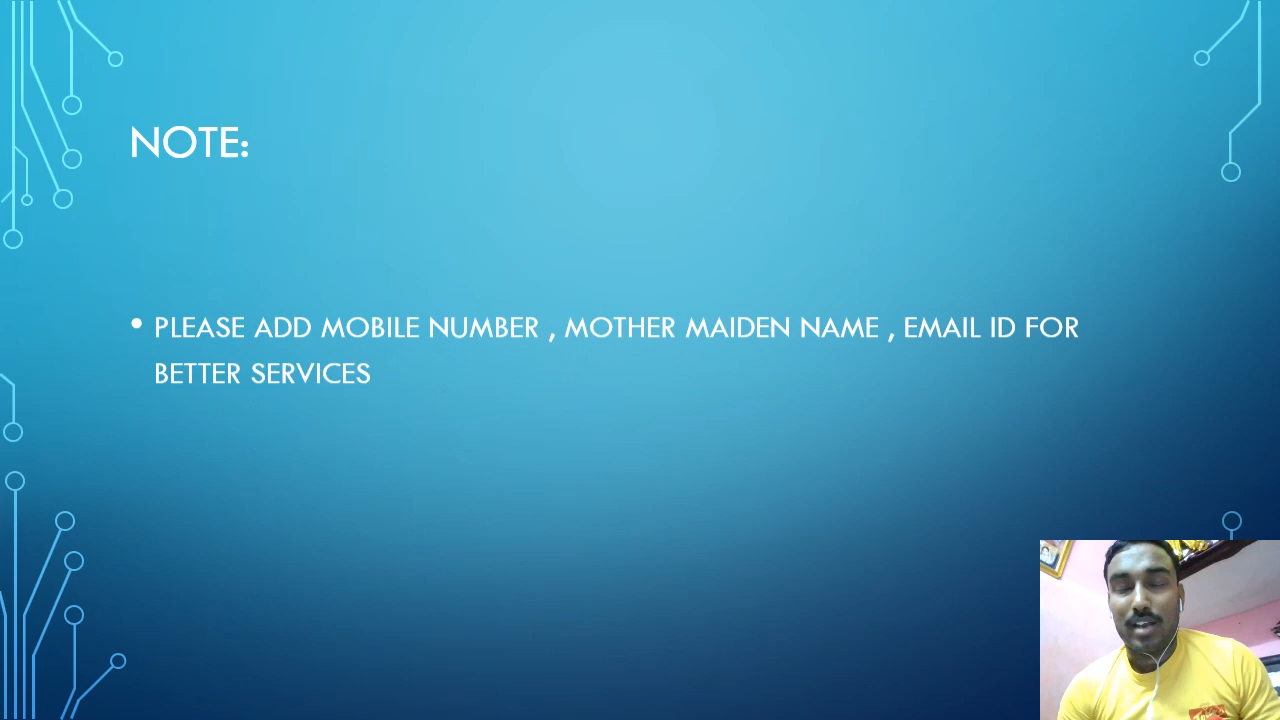 NOTE:
• PLEASE ADD MOBILE NUMBER , MOTHER MAIDEN NAME , EMAIL ID FOR
BETTER SERVICES